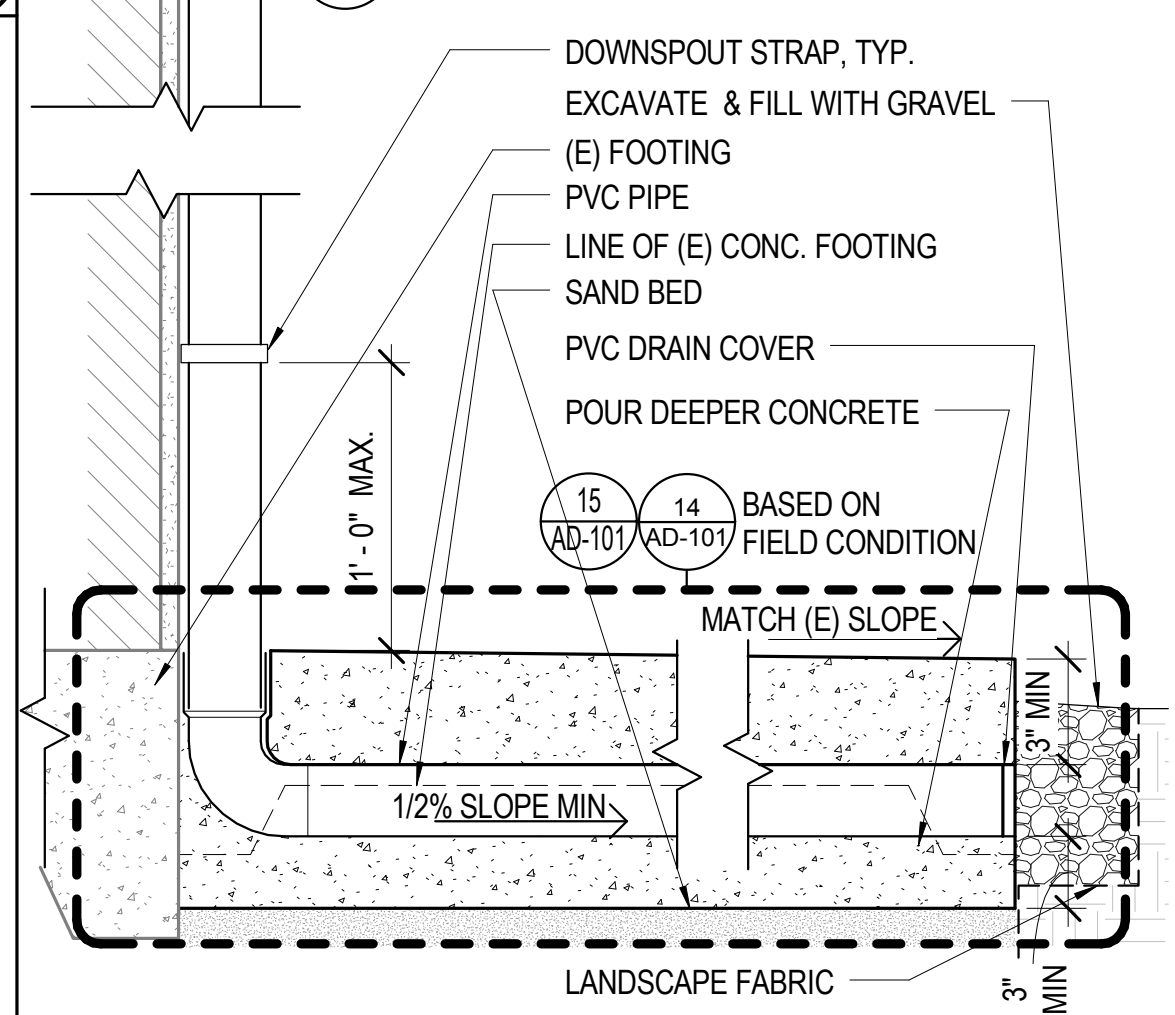 DOWNSPOUT STRAP, TYP.
EXCAVATE & FILL WITH GRAVEL
(E) FOOTING
PVC PIPE
LINE OF (E) CONC. FOOTING
SAND BED
PVC DRAIN COVER
POUR DEEPER CONCRETE
15
AD-101
14
AD-101
BASED ON
FIELD CONDITION
1' - 0" MAX.
MATCH (E) SLOPE
3" MIN
1/2% SLOPE MIN
LANDSCAPE FABRIC
3"
MIN